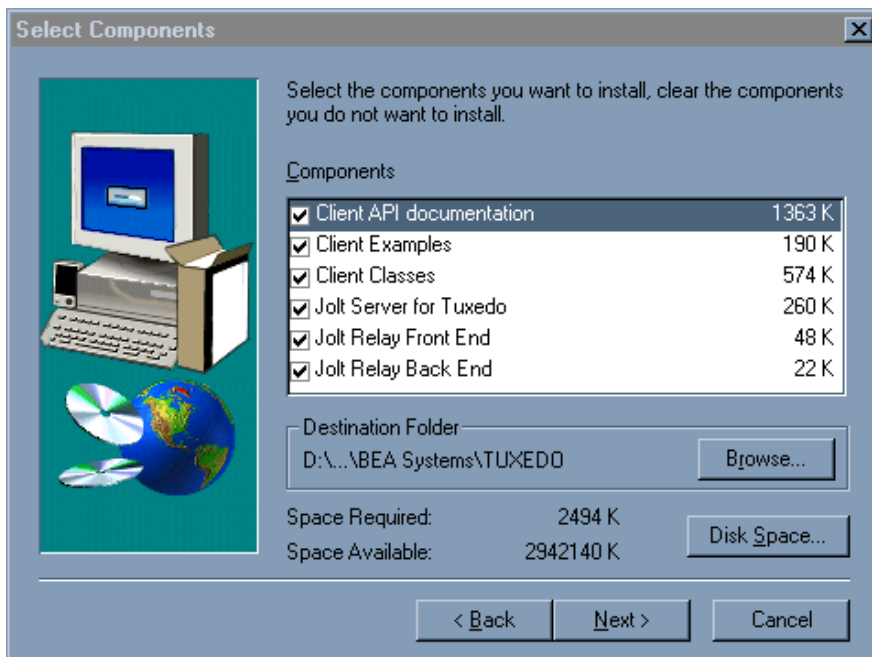 Select Components
Select the components you want to install, clear the components
you do not want to install.
Components
Client API documentation 1363 K
Client Examples 190 K
Client Classes 574 K
Jolt Server for Tuxedo 260 K
Jolt Relay Front End 48 K
Jolt Relay Back End 22 K
Destination Folder
D:\...\BEA Systems\TUXEDO Browse...
Space Required: 2494 K
Space Available: 2942140 K
Disk Space...
< Back Next > Cancel